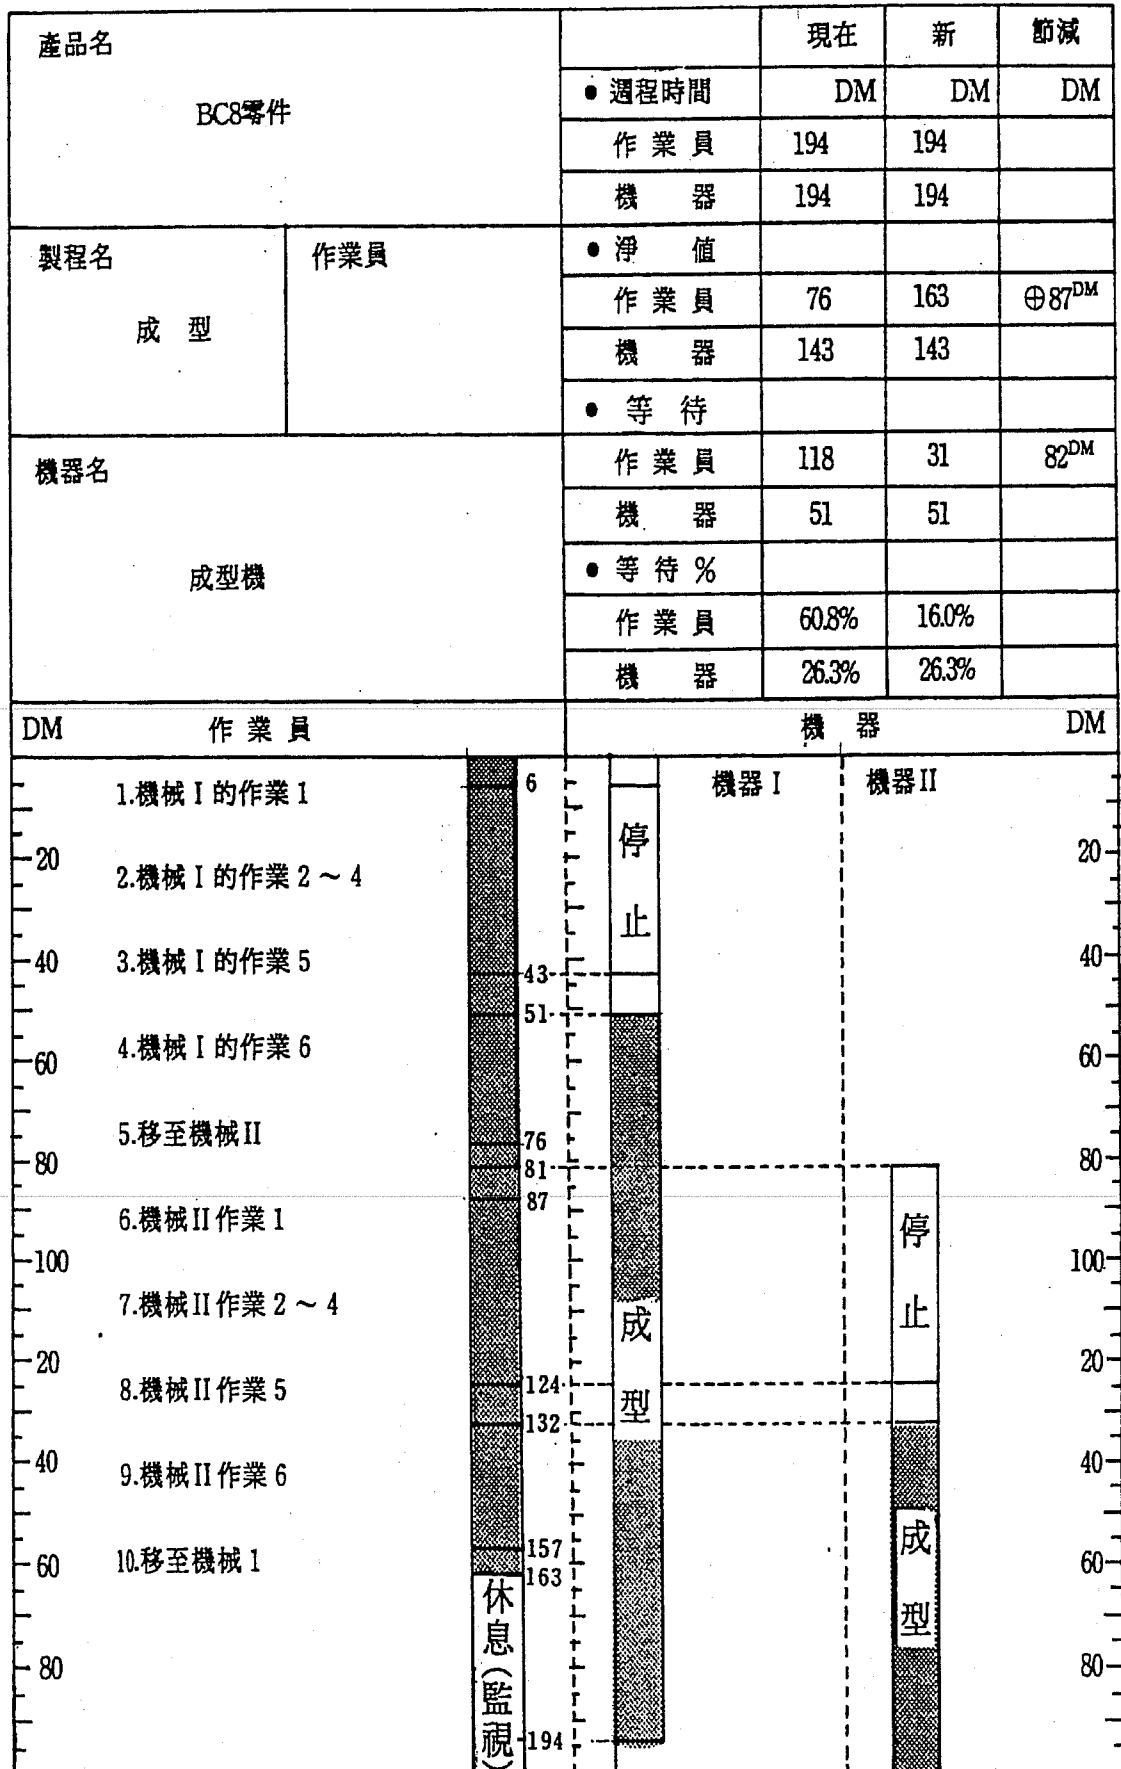 產品名
BC8零件
現在 新 節減
● 週程時間 DM DM DM
作業員 194 194
機器 194 194
製程名
成型
作業員
● 淨值
作業員 76 163 ⊕87DM
機器 143 143
● 等待
機器名
成型機
作業員 118 31 82DM
機器 51 51
● 等待%
作業員 60.8% 16.0%
機器 26.3% 26.3%
DM 作業員 機器 DM
機器I 機器II
1.機械I的作業1
2.機械I的作業2～4
3.機械I的作業5
4.機械I的作業6
5.移至機械II
6.機械II作業1
7.機械II作業2～4
8.機械II作業5
9.機械II作業6
10.移至機械1
20
40
60
80
100
20
40
60
80
6
43
51
76
81
87
124
132
157
163
194
休息(監視)
停止
成型
停止
成型
20
40
60
80
100
20
40
60
80